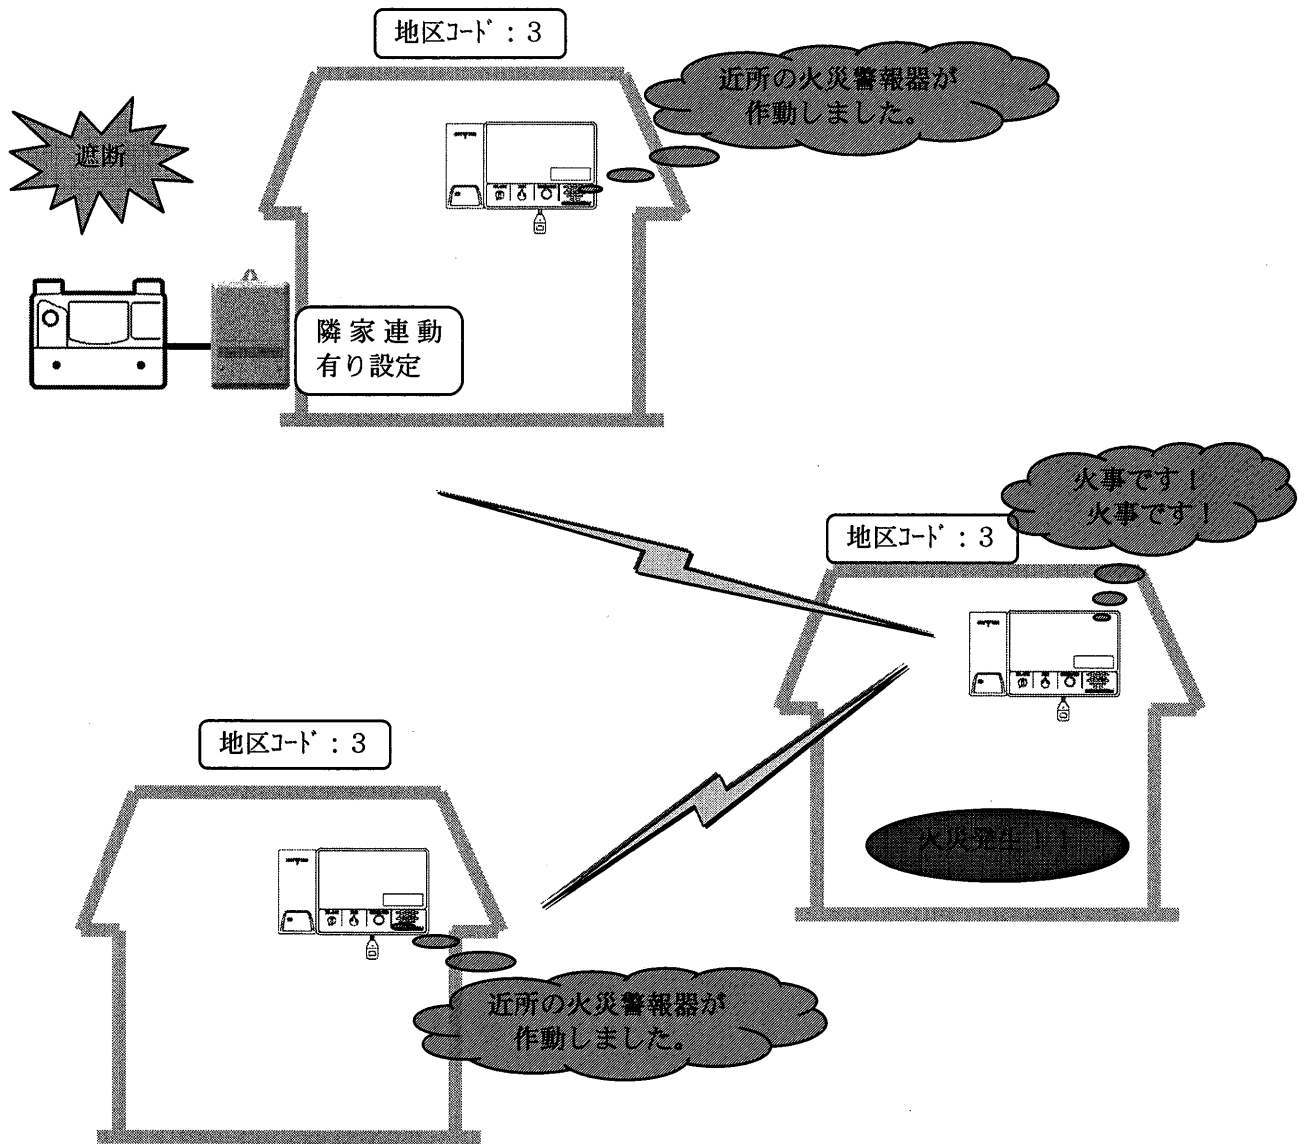 地区ｺｰﾄﾞ：３
近所の火災警報器が
作動しました。
遮断
隣家連動
有り設定
火事です！
火事です！
地区ｺｰﾄﾞ：３
地区ｺｰﾄﾞ：３
火災発生！！
近所の火災警報器が
作動しました。